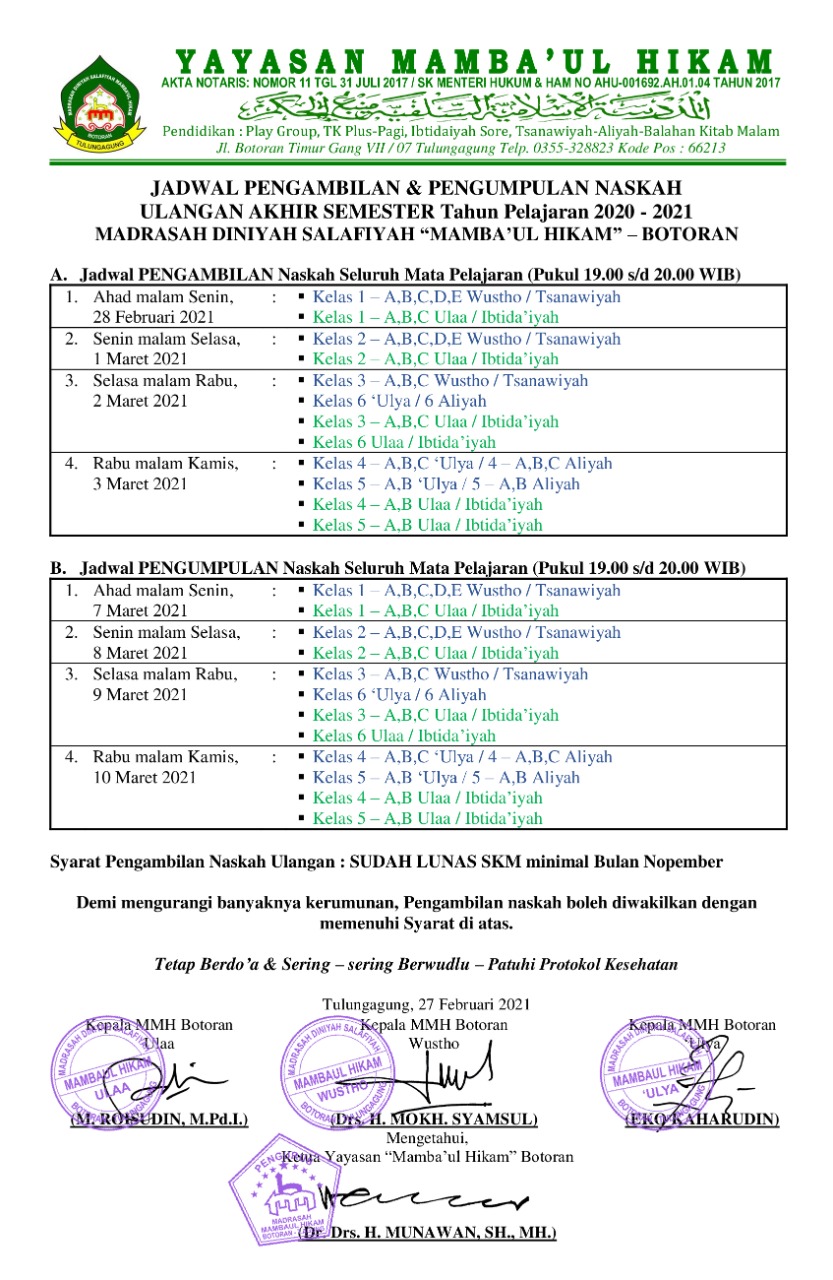 YAYASAN MAMBA’UL HIKAM
AKTA NOTARIS: NOMOR 11 TGL 31 JULI 2017 / SK MENTERI HUKUM & HAM NO AHU-001692.AH.01.04 TAHUN 2017
Pendidikan : Play Group, TK Plus-Pagi, Ibtidaiyah Sore, Tsanawiyah-Aliyah-Balahan Kitab Malam
Jl. Botoran Timur Gang VII / 07 Tulungagung Telp. 0355-328823 Kode Pos : 66213
MADRASAH DINIYAH SALAFIYAH MAMBA'UL HIKAM
BOTORAN
TULUNGAGUNG
JADWAL PENGAMBILAN & PENGUMPULAN NASKAH
ULANGAN AKHIR SEMESTER Tahun Pelajaran 2020 - 2021
MADRASAH DINIYAH SALAFIYAH “MAMBA’UL HIKAM” – BOTORAN
A. Jadwal PENGAMBILAN Naskah Seluruh Mata Pelajaran (Pukul 19.00 s/d 20.00 WIB)
1. Ahad malam Senin, : ▪ Kelas 1 – A,B,C,D,E Wustho / Tsanawiyah
28 Februari 2021 ▪ Kelas 1 – A,B,C Ulaa / Ibtida’iyah
2. Senin malam Selasa, : ▪ Kelas 2 – A,B,C,D,E Wustho / Tsanawiyah
1 Maret 2021 ▪ Kelas 2 – A,B,C Ulaa / Ibtida’iyah
3. Selasa malam Rabu, : ▪ Kelas 3 – A,B,C Wustho / Tsanawiyah
2 Maret 2021 ▪ Kelas 6 ‘Ulya / 6 Aliyah
▪ Kelas 3 – A,B,C Ulaa / Ibtida’iyah
▪ Kelas 6 Ulaa / Ibtida’iyah
4. Rabu malam Kamis, : ▪ Kelas 4 – A,B,C ‘Ulya / 4 – A,B,C Aliyah
3 Maret 2021 ▪ Kelas 5 – A,B ‘Ulya / 5 – A,B Aliyah
▪ Kelas 4 – A,B Ulaa / Ibtida’iyah
▪ Kelas 5 – A,B Ulaa / Ibtida’iyah
B. Jadwal PENGUMPULAN Naskah Seluruh Mata Pelajaran (Pukul 19.00 s/d 20.00 WIB)
1. Ahad malam Senin, : ▪ Kelas 1 – A,B,C,D,E Wustho / Tsanawiyah
7 Maret 2021 ▪ Kelas 1 – A,B,C Ulaa / Ibtida’iyah
2. Senin malam Selasa, : ▪ Kelas 2 – A,B,C,D,E Wustho / Tsanawiyah
8 Maret 2021 ▪ Kelas 2 – A,B,C Ulaa / Ibtida’iyah
3. Selasa malam Rabu, : ▪ Kelas 3 – A,B,C Wustho / Tsanawiyah
9 Maret 2021 ▪ Kelas 6 ‘Ulya / 6 Aliyah
▪ Kelas 3 – A,B,C Ulaa / Ibtida’iyah
▪ Kelas 6 Ulaa / Ibtida’iyah
4. Rabu malam Kamis, : ▪ Kelas 4 – A,B,C ‘Ulya / 4 – A,B,C Aliyah
10 Maret 2021 ▪ Kelas 5 – A,B ‘Ulya / 5 – A,B Aliyah
▪ Kelas 4 – A,B Ulaa / Ibtida’iyah
▪ Kelas 5 – A,B Ulaa / Ibtida’iyah
Syarat Pengambilan Naskah Ulangan : SUDAH LUNAS SKM minimal Bulan Nopember
Demi mengurangi banyaknya kerumunan, Pengambilan naskah boleh diwakilkan dengan
memenuhi Syarat di atas.
Tetap Berdo’a & Sering – sering Berwudlu – Patuhi Protokol Kesehatan
Tulungagung, 27 Februari 2021
Kepala MMH Botoran Kepala MMH Botoran Kepala MMH Botoran
Ulaa Wustho ‘Ulya
MADRASAH DINIYAH SALAFIYAH
MAMBAUL HIKAM
ULAA
MADRASAH DINIYAH SALAFIYAH
MAMBAUL HIKAM
WUSTHO
MADRASAH DINIYAH SALAFIYAH
MAMBAUL HIKAM
‘ULYA
(M. ROISUDIN, M.Pd.I.) (Drs. H. MOKH. SYAMSUL) (EKO KAHARUDIN)
Mengetahui,
Ketua Yayasan “Mamba’ul Hikam” Botoran
MADRASAH
MAMBAUL HIKAM
(Dr. Drs. H. MUNAWAN, SH., MH.)